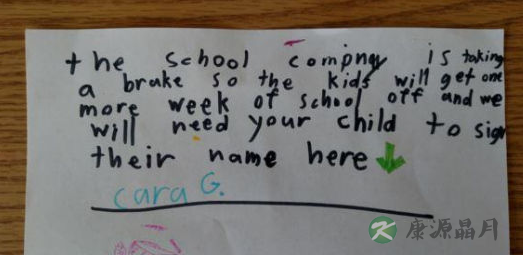 the school compny is taking
a brake so the kids will get one
more week of school off and we
will need your child to sign
their name here
cara G.
康源晶月